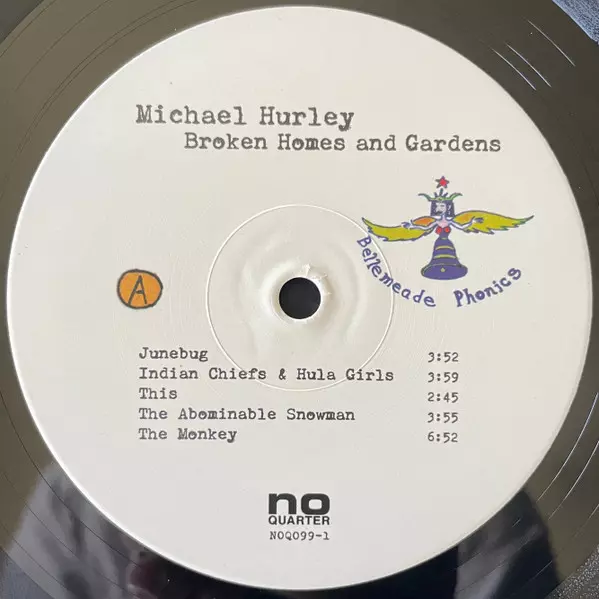 Michael Hurley
Broken Homes and Gardens
Bellemeade Phonics
A
Junebug 3:52
Indian Chiefs & Hula Girls 3:59
This 2:45
The Abominable Snowman 3:55
The Monkey 6:52
no
QUARTER
NOQ099-1